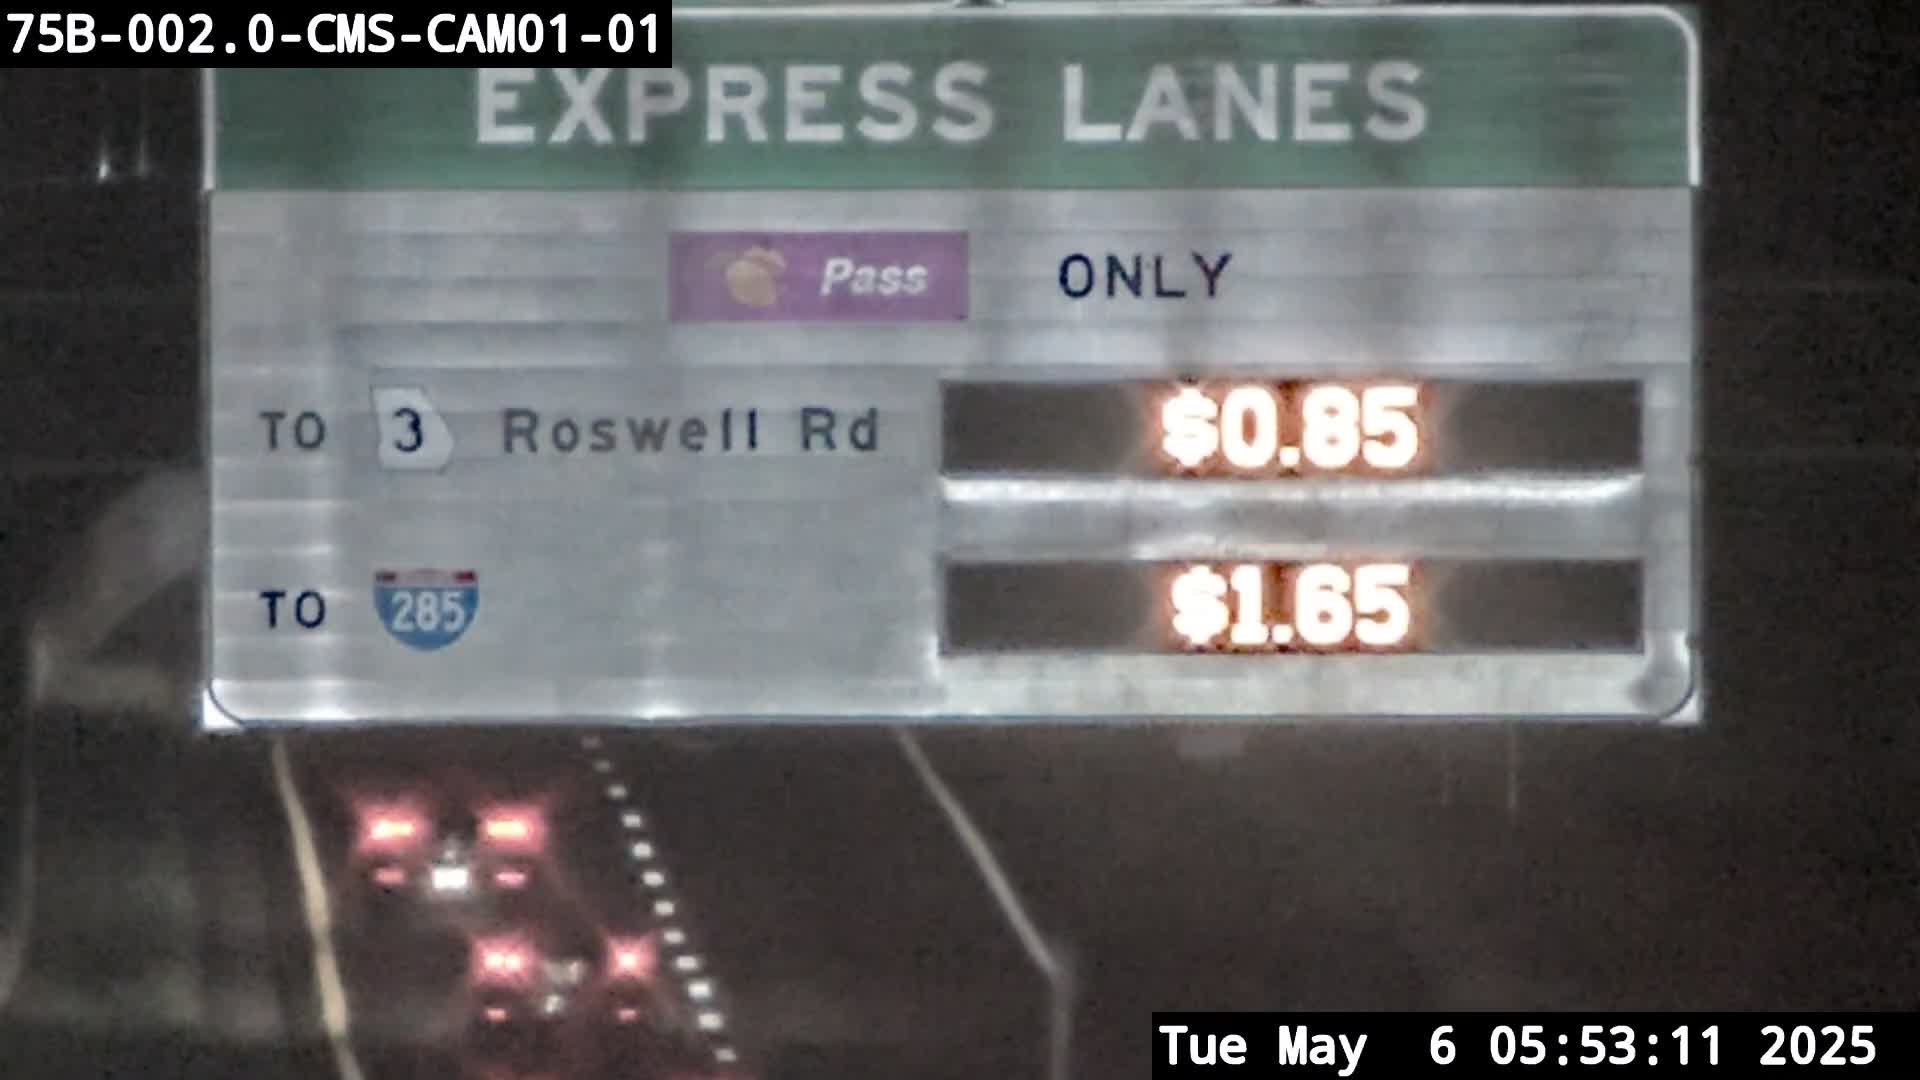 75B-002.0-CMS-CAM01-01
EXPRESS LANES
Pass ONLY
TO 3 Roswell Rd $0.85
TO 285 $1.65
Tue May 6 05:53:11 2025